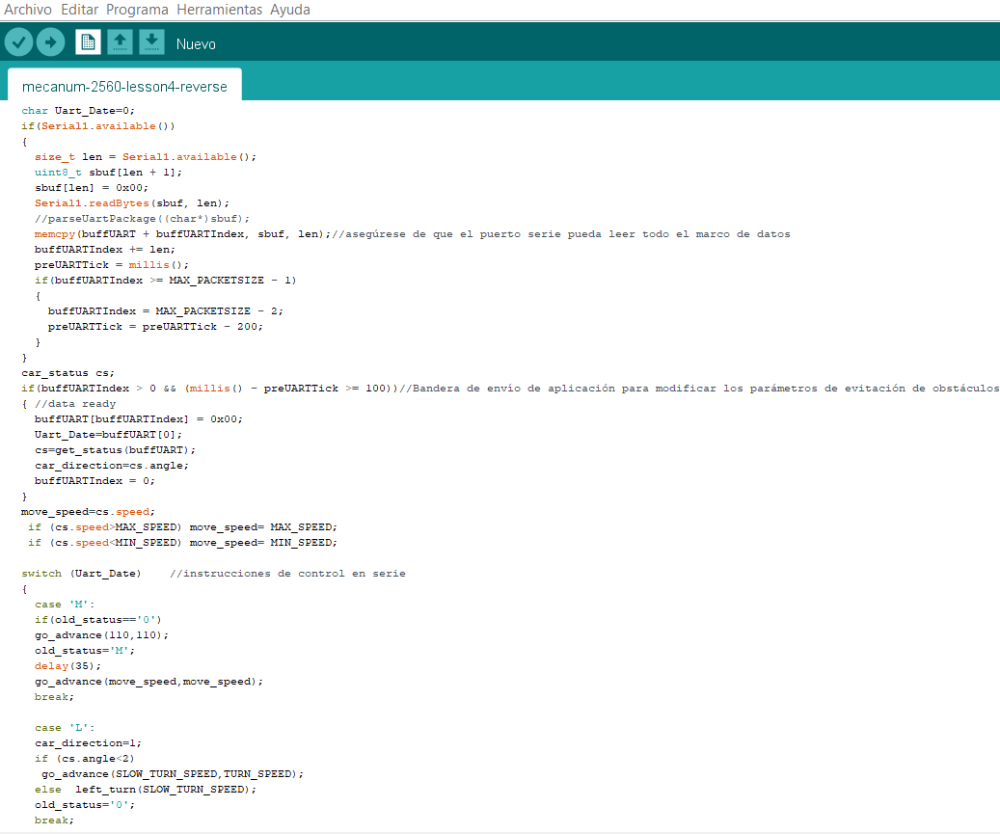 Archivo Editar Programa Herramientas Ayuda
Nuevo
mecanum-2560-lesson4-reverse
char Uart_Date=0;
if(Serial1.available())
{
size_t len = Serial1.available();
uint8_t sbuf[len + 1];
sbuf[len] = 0x00;
Serial1.readBytes(sbuf, len);
//parseUartPackage((char*)sbuf);
memcpy(buffUART + buffUARTIndex, sbuf, len);//asegúrese de que el puerto serie pueda leer todo el marco de datos
buffUARTIndex += len;
preUARTTick = millis();
if(buffUARTIndex >= MAX_PACKETSIZE - 1)
{
buffUARTIndex = MAX_PACKETSIZE - 2;
preUARTTick = preUARTTick - 200;
}
}
car_status cs;
if(buffUARTIndex > 0 && (millis() - preUARTTick >= 100))//Bandera de envío de aplicación para modificar los parámetros de evitación de obstáculos
{ //data ready
buffUART[buffUARTIndex] = 0x00;
Uart_Date=buffUART[0];
cs=get_status(buffUART);
car_direction=cs.angle;
buffUARTIndex = 0;
}
move_speed=cs.speed;
if (cs.speed>MAX_SPEED) move_speed= MAX_SPEED;
if (cs.speed<MIN_SPEED) move_speed= MIN_SPEED;
switch (Uart_Date) //instrucciones de control en serie
{
case 'M':
if(old_status=='0')
go_advance(110,110);
old_status='M';
delay(35);
go_advance(move_speed,move_speed);
break;
case 'L':
car_direction=1;
if (cs.angle<2)
go_advance(SLOW_TURN_SPEED,TURN_SPEED);
else left_turn(SLOW_TURN_SPEED);
old_status='0';
break;